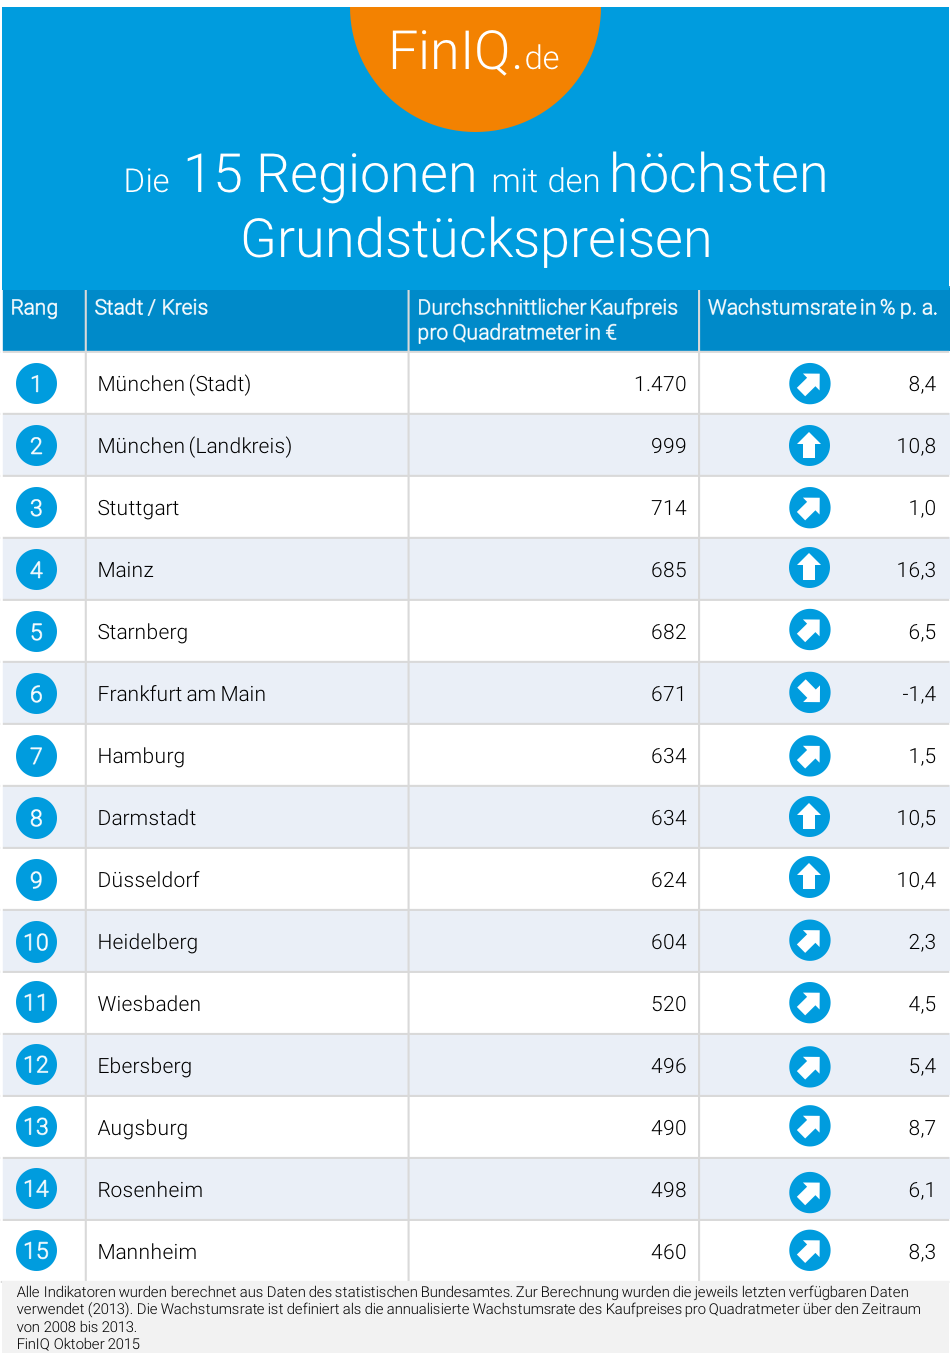 FinIQ.de
Die 15 Regionen mit den höchsten
Grundstückspreisen
Rang Stadt / Kreis Durchschnittlicher Kaufpreis pro Quadratmeter in € Wachstumsrate in % p. a.
1 München (Stadt) 1.470 8,4
2 München (Landkreis) 999 10,8
3 Stuttgart 714 1,0
4 Mainz 685 16,3
5 Starnberg 682 6,5
6 Frankfurt am Main 671 -1,4
7 Hamburg 634 1,5
8 Darmstadt 634 10,5
9 Düsseldorf 624 10,4
10 Heidelberg 604 2,3
11 Wiesbaden 520 4,5
12 Ebersberg 496 5,4
13 Augsburg 490 8,7
14 Rosenheim 498 6,1
15 Mannheim 460 8,3
Alle Indikatoren wurden berechnet aus Daten des statistischen Bundesamtes. Zur Berechnung wurden die jeweils letzten verfügbaren Daten
verwendet (2013). Die Wachstumsrate ist definiert als die annualisierte Wachstumsrate des Kaufpreises pro Quadratmeter über den Zeitraum
von 2008 bis 2013.
FinIQ Oktober 2015